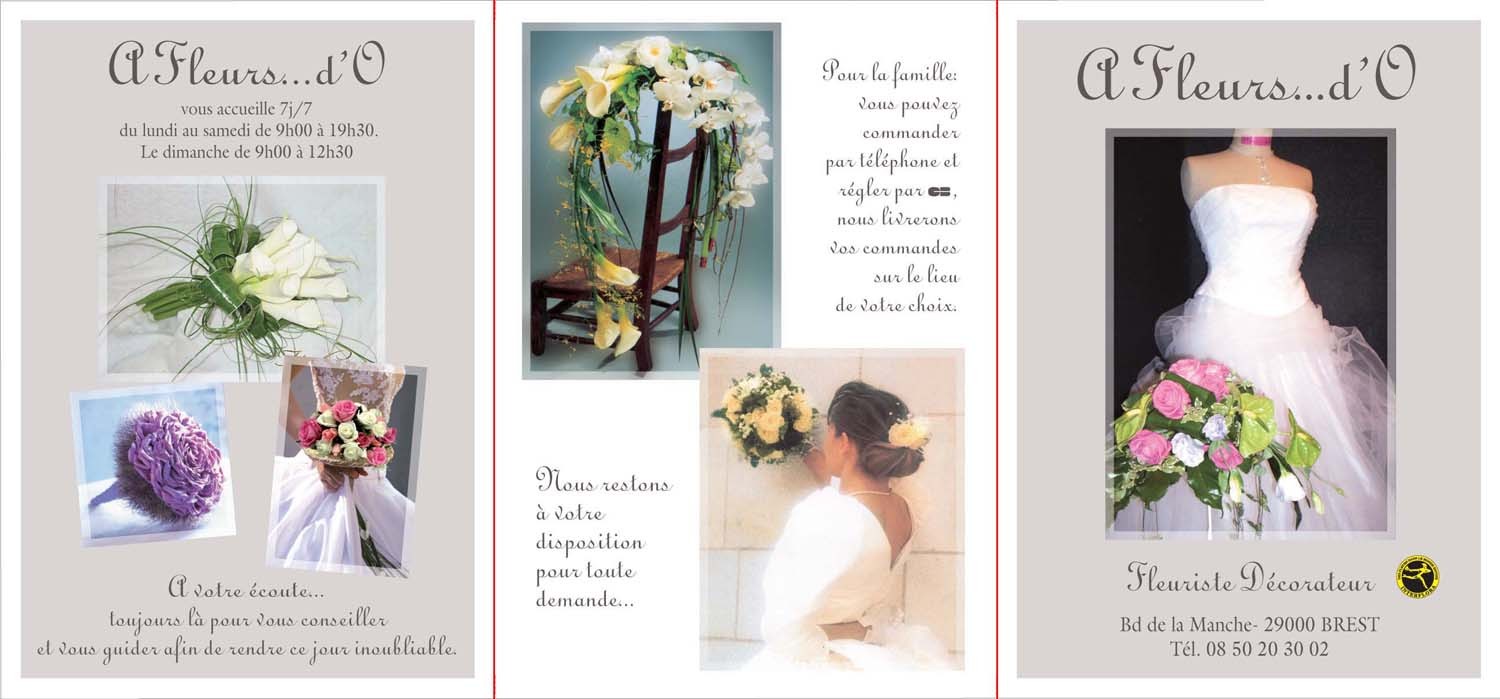 A Fleurs...d'O
vous accueille 7j/7
du lundi au samedi de 9h00 à 19h30.
Le dimanche de 9h00 à 12h30
A votre écoute...
toujours là pour vous conseiller
et vous guider afin de rendre ce jour inoubliable.
Pour la famille:
vous pouvez
commander
par téléphone et
régler par CB,
nous livrerons
vos commandes
sur le lieu
de votre choix.
Nous restons
à votre
disposition
pour toute
demande...
A Fleurs...d'O
Fleuriste Décorateur
INTERFLORA
Bd de la Manche- 29000 BREST
Tél. 08 50 20 30 02